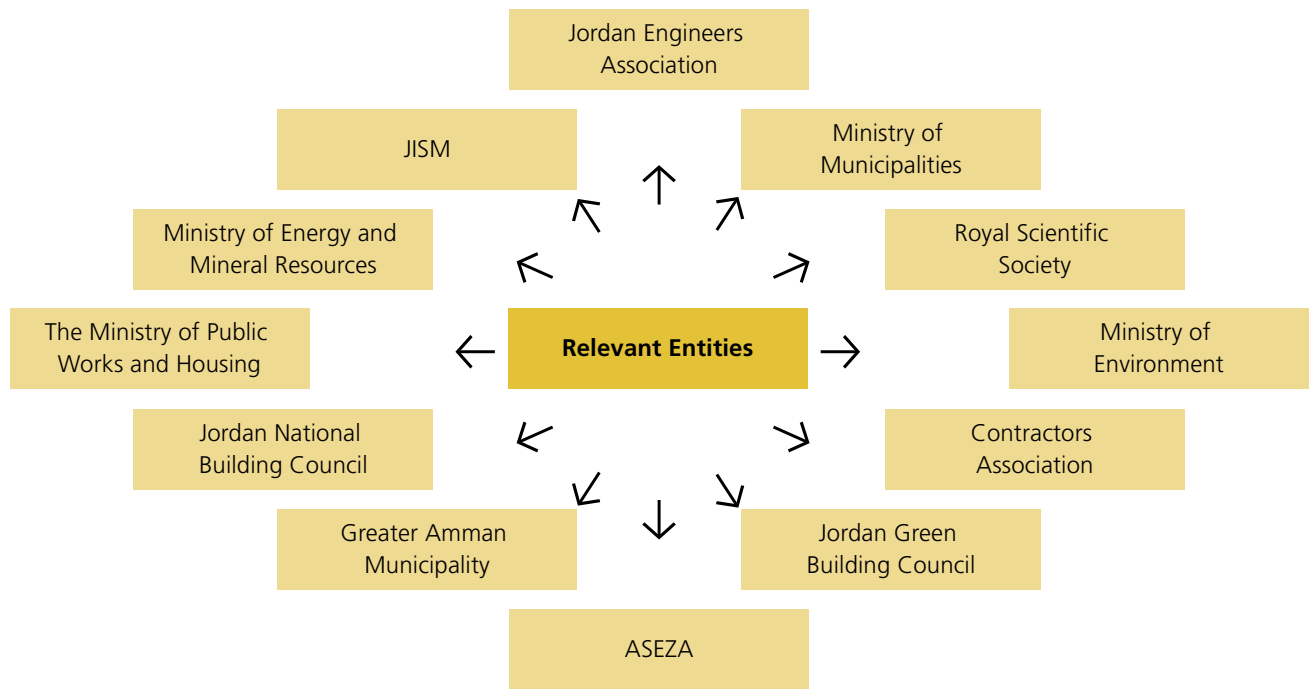 Jordan Engineers
Association
JISM
Ministry of
Municipalities
Ministry of Energy and
Mineral Resources
Royal Scientific
Society
The Ministry of Public
Works and Housing
Relevant Entities
Ministry of
Environment
Jordan National
Building Council
Contractors
Association
Greater Amman
Municipality
Jordan Green
Building Council
ASEZA